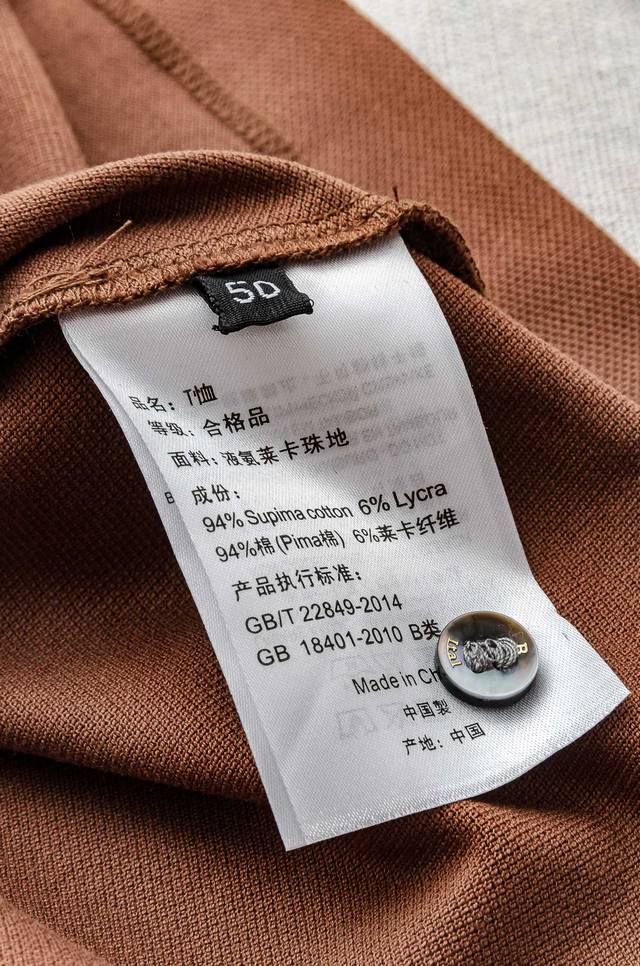 50
品名：T恤
等级：合格品
面料：液氨莱卡珠地
成份：
94% Supima cotton 6% Lycra
94%棉(Pima棉) 6%莱卡纤维
产品执行标准：
GB/T 22849-2014
GB 18401-2010 B类
Made in
中国製
产地：中国
R
Ital